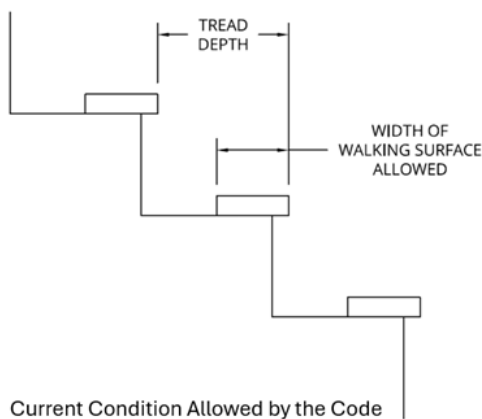 TREAD
DEPTH
WIDTH OF
WALKING SURFACE
ALLOWED
Current Condition Allowed by the Code